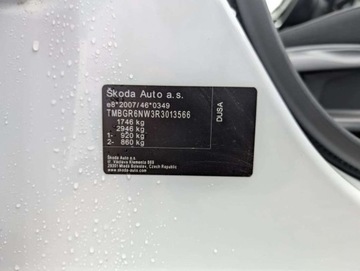 Škoda Auto a.s.
e8*2007/46*0349
TMBGR6NW3R3013566
1746 kg
2946 kg
1- 920 kg
2- 860 kg
DUSA
Škoda Auto a.s.
tř. Václava Klementa 869
29301 Mladá Boleslav, Czech Republic
www.skoda-auto.com